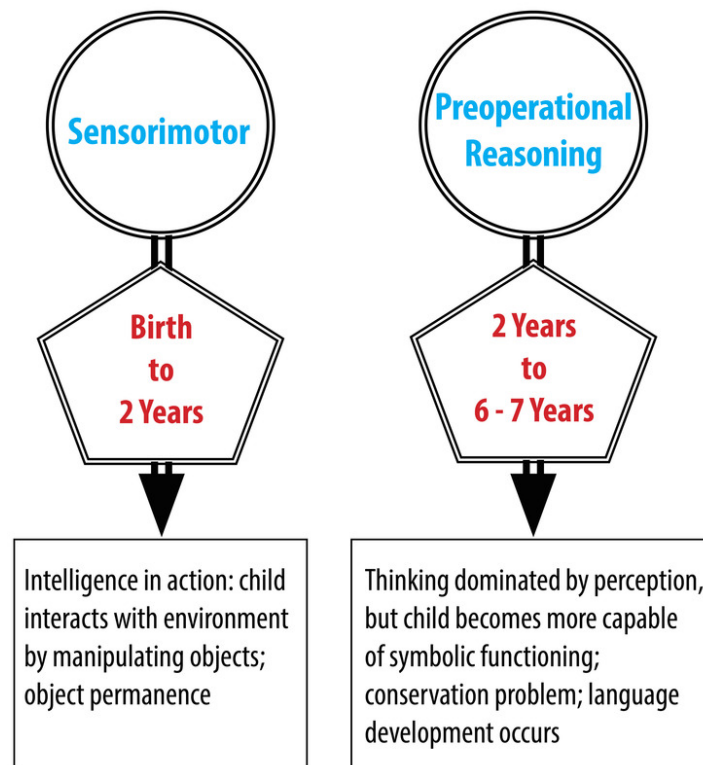 Sensorimotor
Birth
to
2 Years
Intelligence in action: child
interacts with environment
by manipulating objects;
object permanence
Preoperational
Reasoning
2 Years
to
6 - 7 Years
Thinking dominated by perception,
but child becomes more capable
of symbolic functioning;
conservation problem; language
development occurs